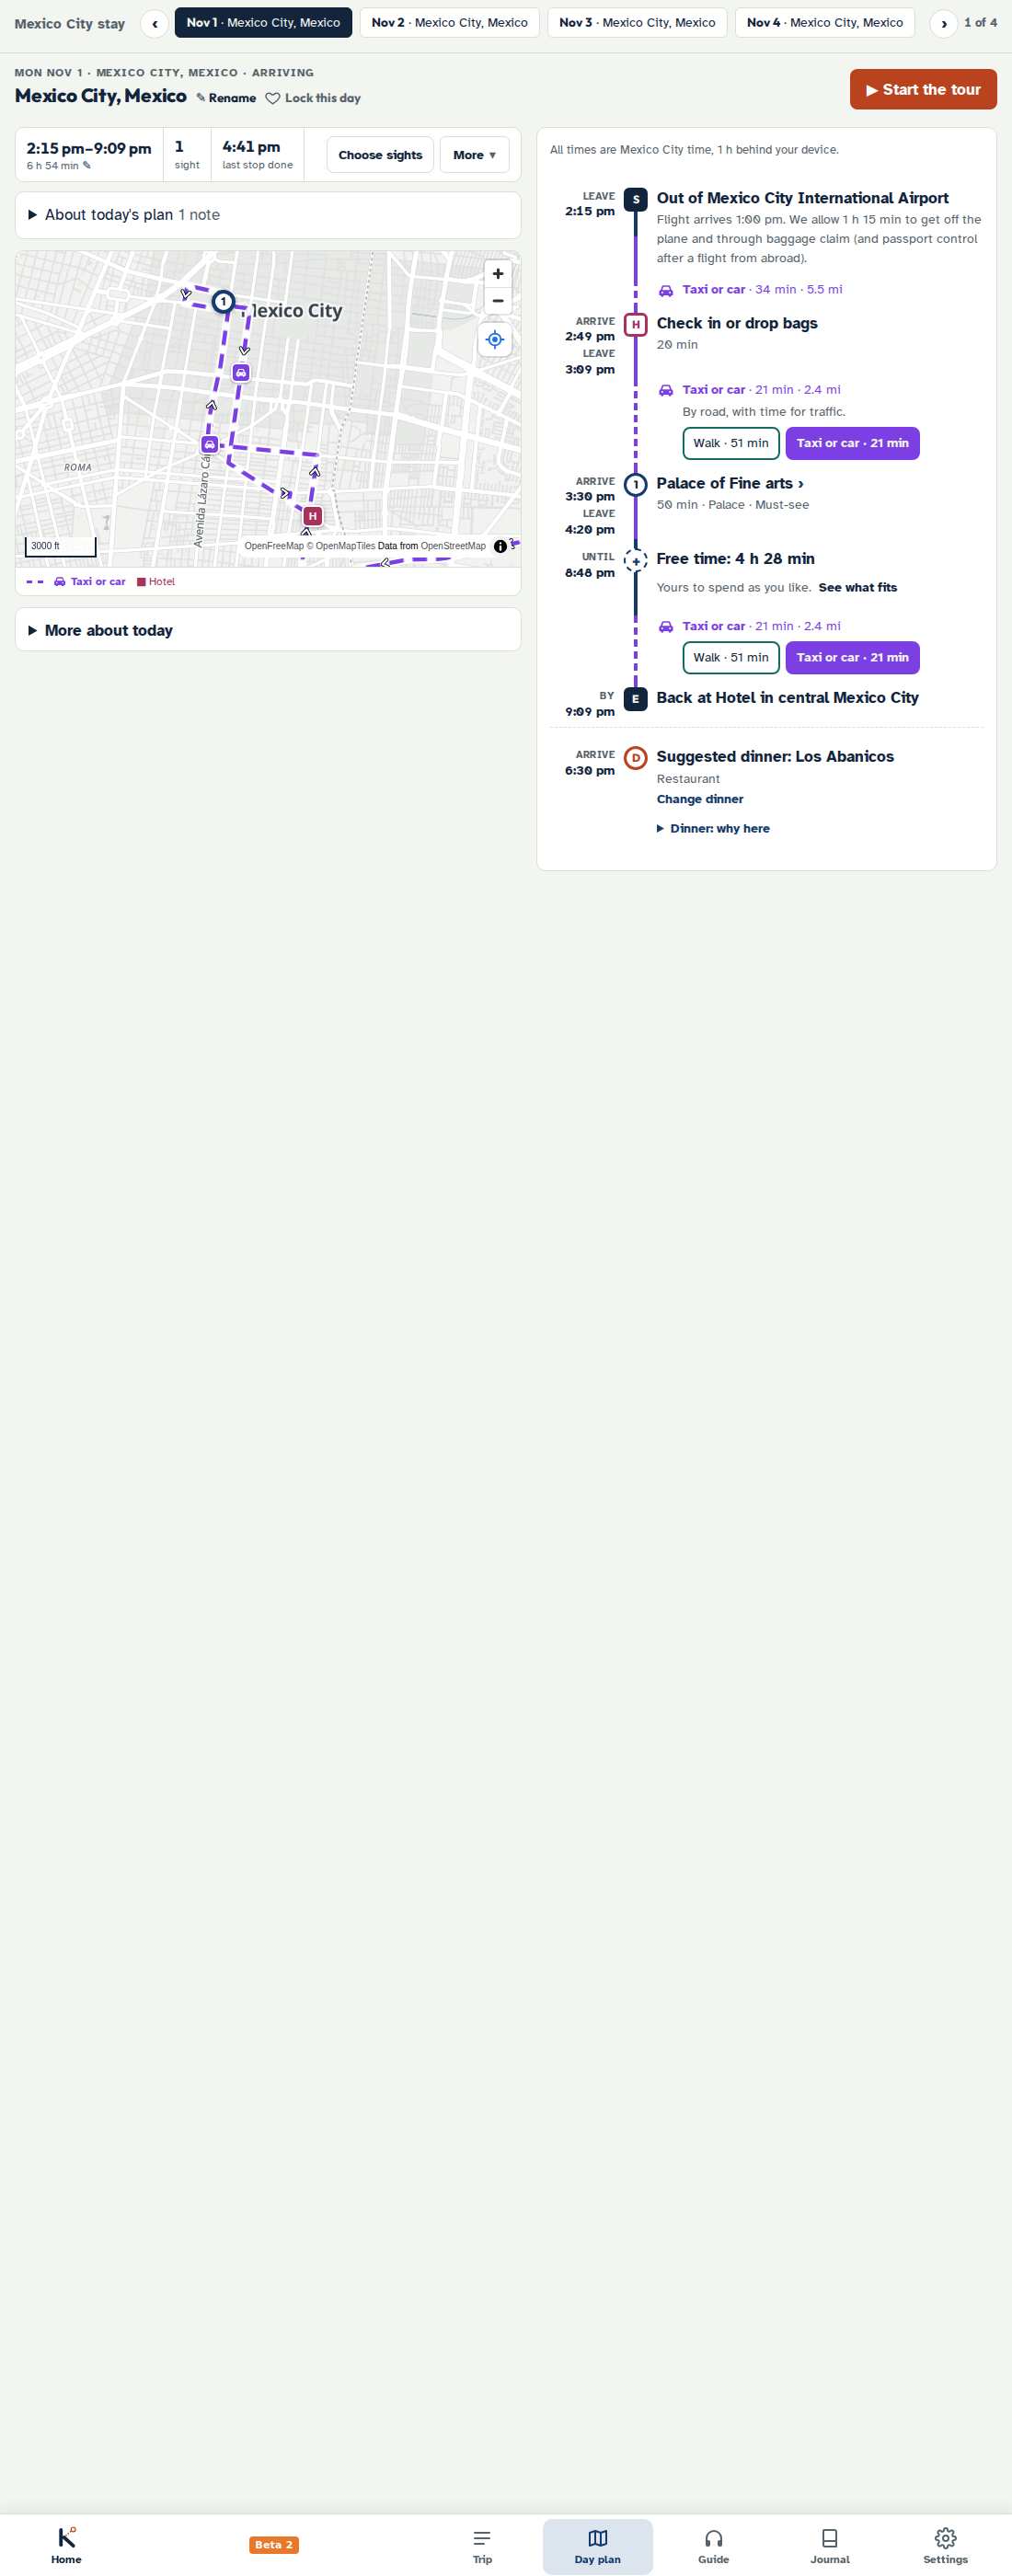 Mexico City stay
‹
Nov 1 · Mexico City, Mexico
Nov 2 · Mexico City, Mexico
Nov 3 · Mexico City, Mexico
Nov 4 · Mexico City, Mexico
›
1 of 4
MON NOV 1 · MEXICO CITY, MEXICO · ARRIVING
Mexico City, Mexico
✎ Rename
Lock this day
▶ Start the tour
2:15 pm–9:09 pm
6 h 54 min ✎
1
sight
4:41 pm
last stop done
Choose sights
More ▼
▶ About today's plan 1 note
1
exico City
+
−
ROMA
Avenida Lázaro Cár
H
3000 ft
OpenFreeMap © OpenMapTiles Data from OpenStreetMap
Taxi or car
Hotel
▶ More about today
All times are Mexico City time, 1 h behind your device.
LEAVE
2:15 pm
S
Out of Mexico City International Airport
Flight arrives 1:00 pm. We allow 1 h 15 min to get off the
plane and through baggage claim (and passport control
after a flight from abroad).
Taxi or car · 34 min · 5.5 mi
ARRIVE
2:49 pm
LEAVE
3:09 pm
H
Check in or drop bags
20 min
Taxi or car · 21 min · 2.4 mi
By road, with time for traffic.
Walk · 51 min
Taxi or car · 21 min
ARRIVE
3:30 pm
LEAVE
4:20 pm
1
Palace of Fine arts ›
50 min · Palace · Must-see
UNTIL
8:48 pm
+
Free time: 4 h 28 min
Yours to spend as you like. See what fits
Taxi or car · 21 min · 2.4 mi
Walk · 51 min
Taxi or car · 21 min
BY
9:09 pm
E
Back at Hotel in central Mexico City
ARRIVE
6:30 pm
D
Suggested dinner: Los Abanicos
Restaurant
Change dinner
▶ Dinner: why here
Home
Beta 2
Trip
Day plan
Guide
Journal
Settings